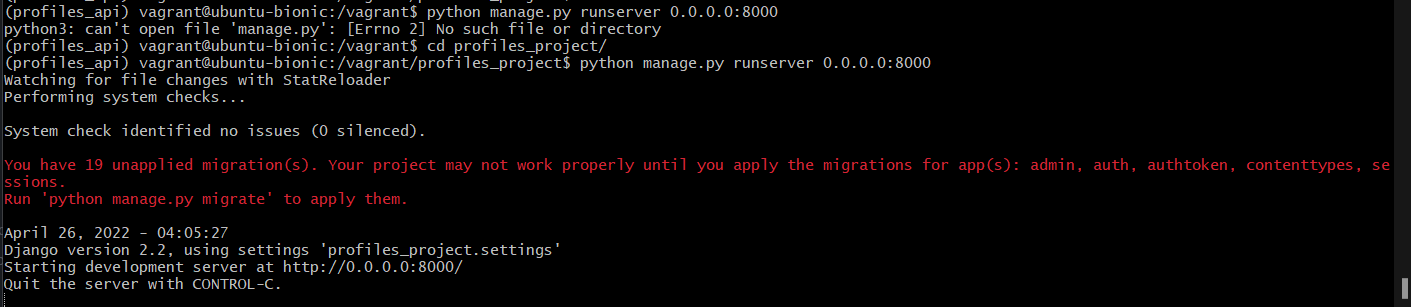 (profiles_api) vagrant@ubuntu-bionic:/vagrant$ python manage.py runserver 0.0.0.0:8000
python3: can't open file 'manage.py': [Errno 2] No such file or directory
(profiles_api) vagrant@ubuntu-bionic:/vagrant$ cd profiles_project/
(profiles_api) vagrant@ubuntu-bionic:/vagrant/profiles_project$ python manage.py runserver 0.0.0.0:8000
Watching for file changes with StatReloader
Performing system checks...
System check identified no issues (0 silenced).
You have 19 unapplied migration(s). Your project may not work properly until you apply the migrations for app(s): admin, auth, authtoken, contenttypes, se
ssions.
Run 'python manage.py migrate' to apply them.
April 26, 2022 - 04:05:27
Django version 2.2, using settings 'profiles_project.settings'
Starting development server at http://0.0.0.0:8000/
Quit the server with CONTROL-C.